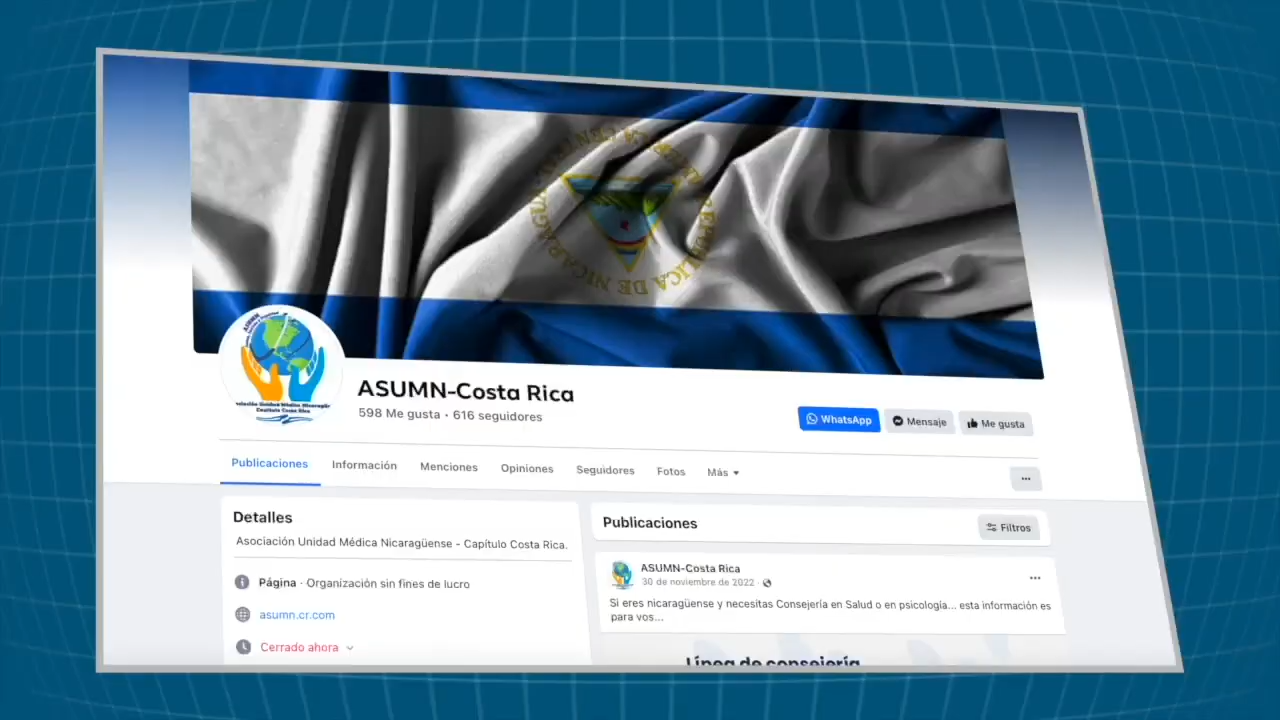 REPUBLICA DE NICARAGUA
ASUMN-Costa Rica
598 Me gusta • 616 seguidores
WhatsApp
Mensaje
Me gusta
Publicaciones
Información
Menciones
Opiniones
Seguidores
Fotos
Más
Detalles
Asociación Unidad Médica Nicaragüense - Capítulo Costa Rica.
Página · Organización sin fines de lucro
asumn.cr.com
Cerrado ahora
Publicaciones
Filtros
ASUMN-Costa Rica
30 de noviembre de 2022
Si eres nicaragüense y necesitas Consejería en Salud o en psicología... esta información es
para vos...
Línea de consejería